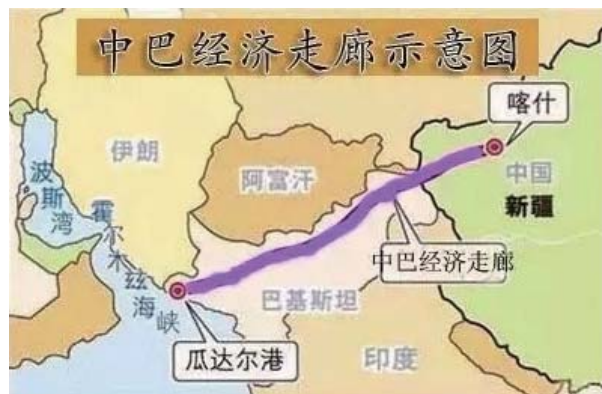 中巴经济走廊示意图
喀什
伊朗
中国
新疆
阿富汗
波斯湾
霍尔木兹海峡
中巴经济走廊
巴基斯坦
瓜达尔港
印度